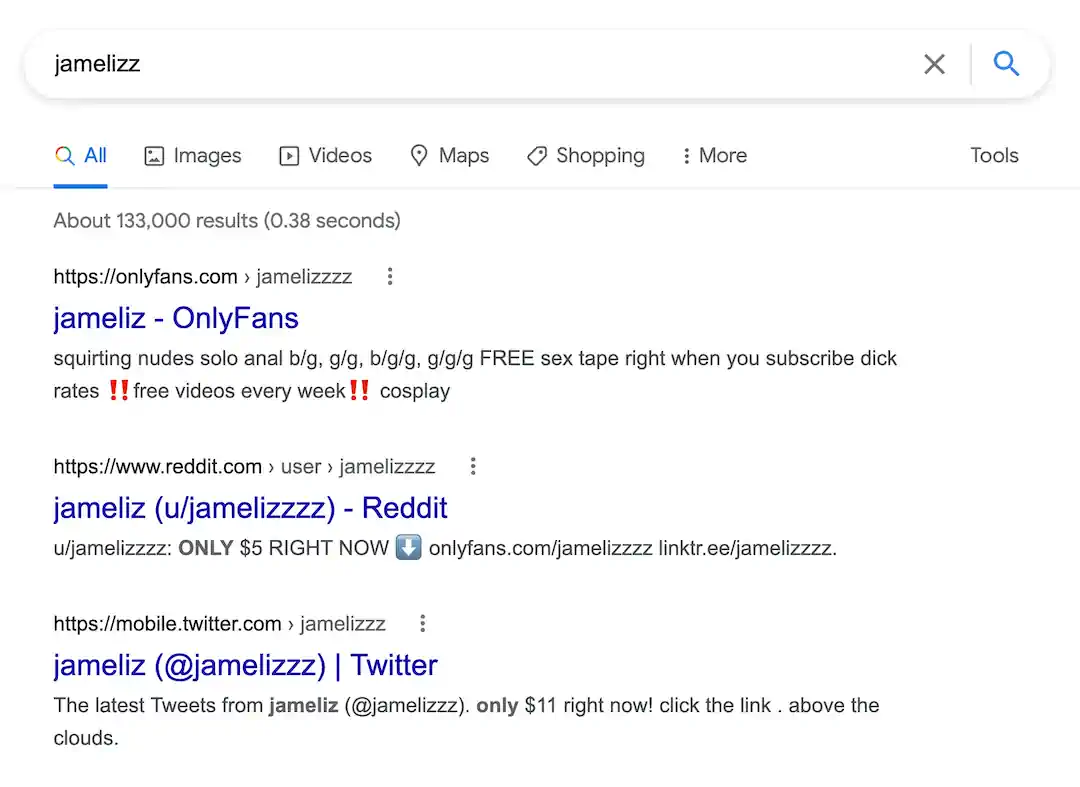 jamelizz
All Images Videos Maps Shopping More Tools
About 133,000 results (0.38 seconds)
https://onlyfans.com › jamelizzzz
jameliz - OnlyFans
squirting nudes solo anal b/g, g/g, b/g/g, g/g/g FREE sex tape right when you subscribe dick
rates ‼️free videos every week‼️ cosplay
https://www.reddit.com › user › jamelizzzz
jameliz (u/jamelizzzz) - Reddit
u/jamelizzzz: ONLY $5 RIGHT NOW ⬇️ onlyfans.com/jamelizzzz linktr.ee/jamelizzzz.
https://mobile.twitter.com › jamelizzz
jameliz (@jamelizzz) | Twitter
The latest Tweets from jameliz (@jamelizzz). only $11 right now! click the link . above the
clouds.